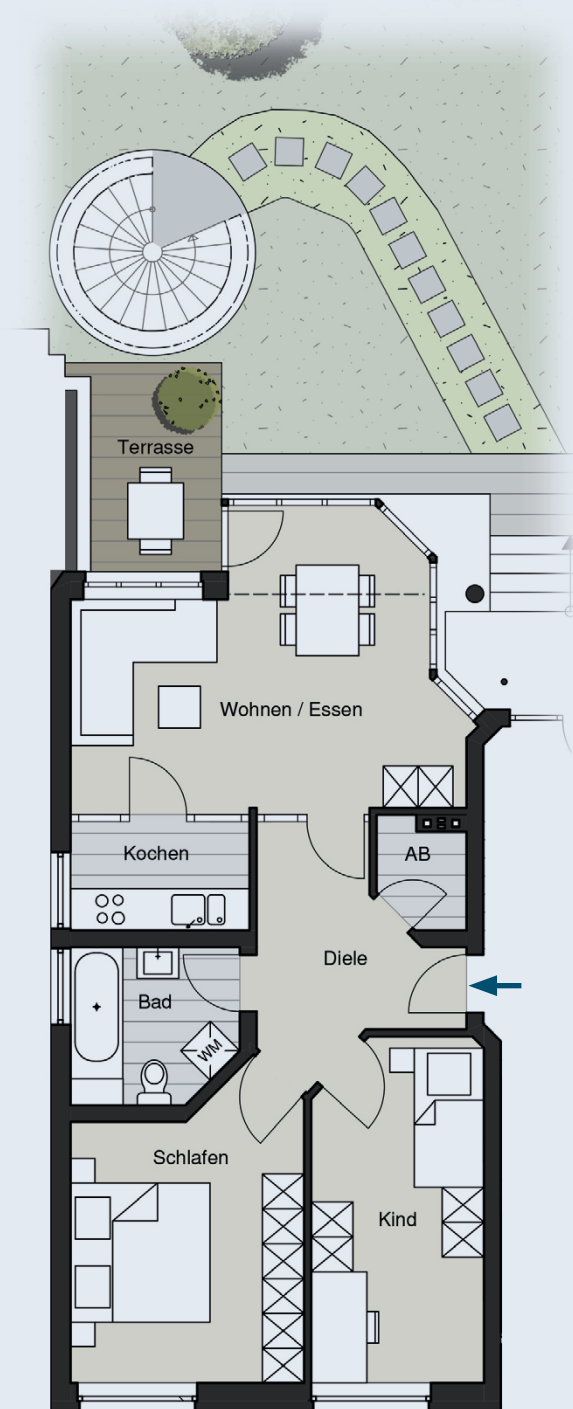 Terrasse
Wohnen / Essen
Kochen
AB
Diele
Bad
WM
Schlafen
Kind